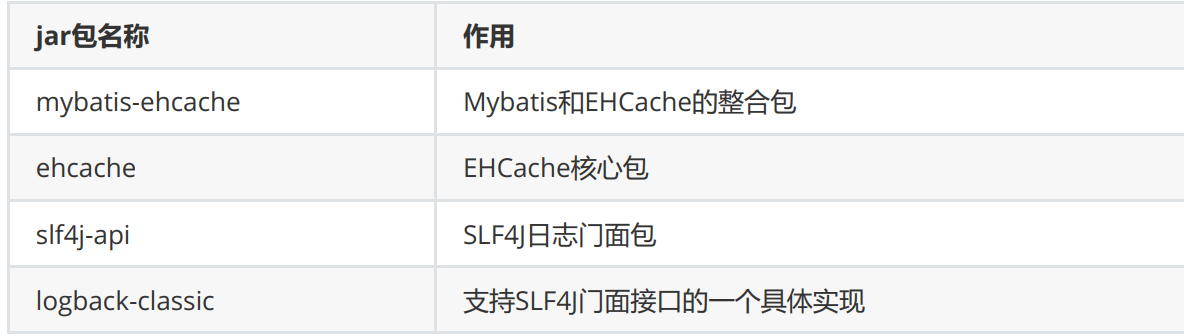 jar包名称 作用
mybatis-ehcache Mybatis和EHCache的整合包
ehcache EHCache核心包
slf4j-api SLF4J日志门面包
logback-classic 支持SLF4J门面接口的一个具体实现